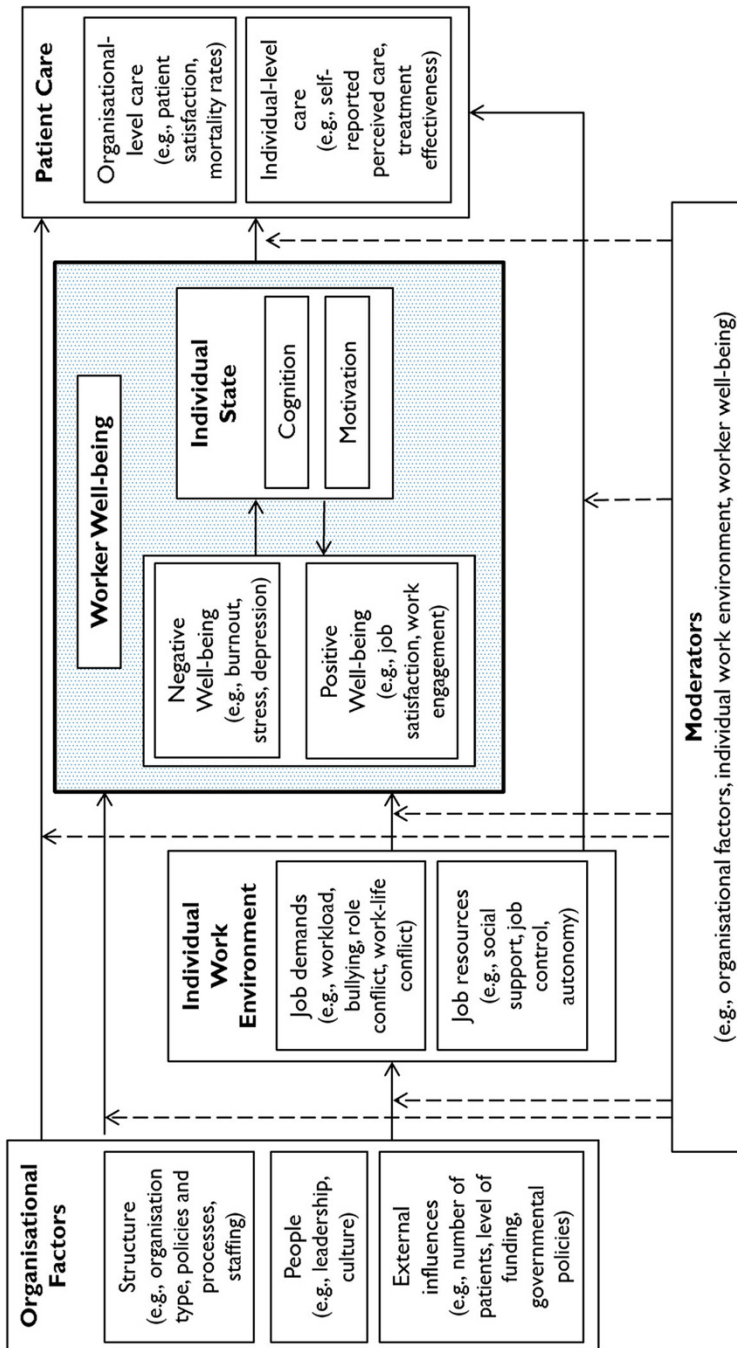 Organisational
Factors
Structure
(e.g., organisation
type, policies and
processes,
staffing)
People
(e.g., leadership,
culture)
External
influences
(e.g., number of
patients, level of
funding,
governmental
policies)
Individual
Work
Environment
Job demands
(e.g., workload,
bullying, role
conflict, work-life
conflict)
Job resources
(e.g., social
support, job
control,
autonomy)
Worker Well-being
Negative
Well-being
(e.g., burnout,
stress, depression)
Positive
Well-being
(e.g., job
satisfaction, work
engagement)
Individual
State
Cognition
Motivation
Patient Care
Organisational-
level care
(e.g., patient
satisfaction,
mortality rates)
Individual-level
care
(e.g., self-
reported
perceived care,
treatment
effectiveness)
Moderators
(e.g., organisational factors, individual work environment, worker well-being)